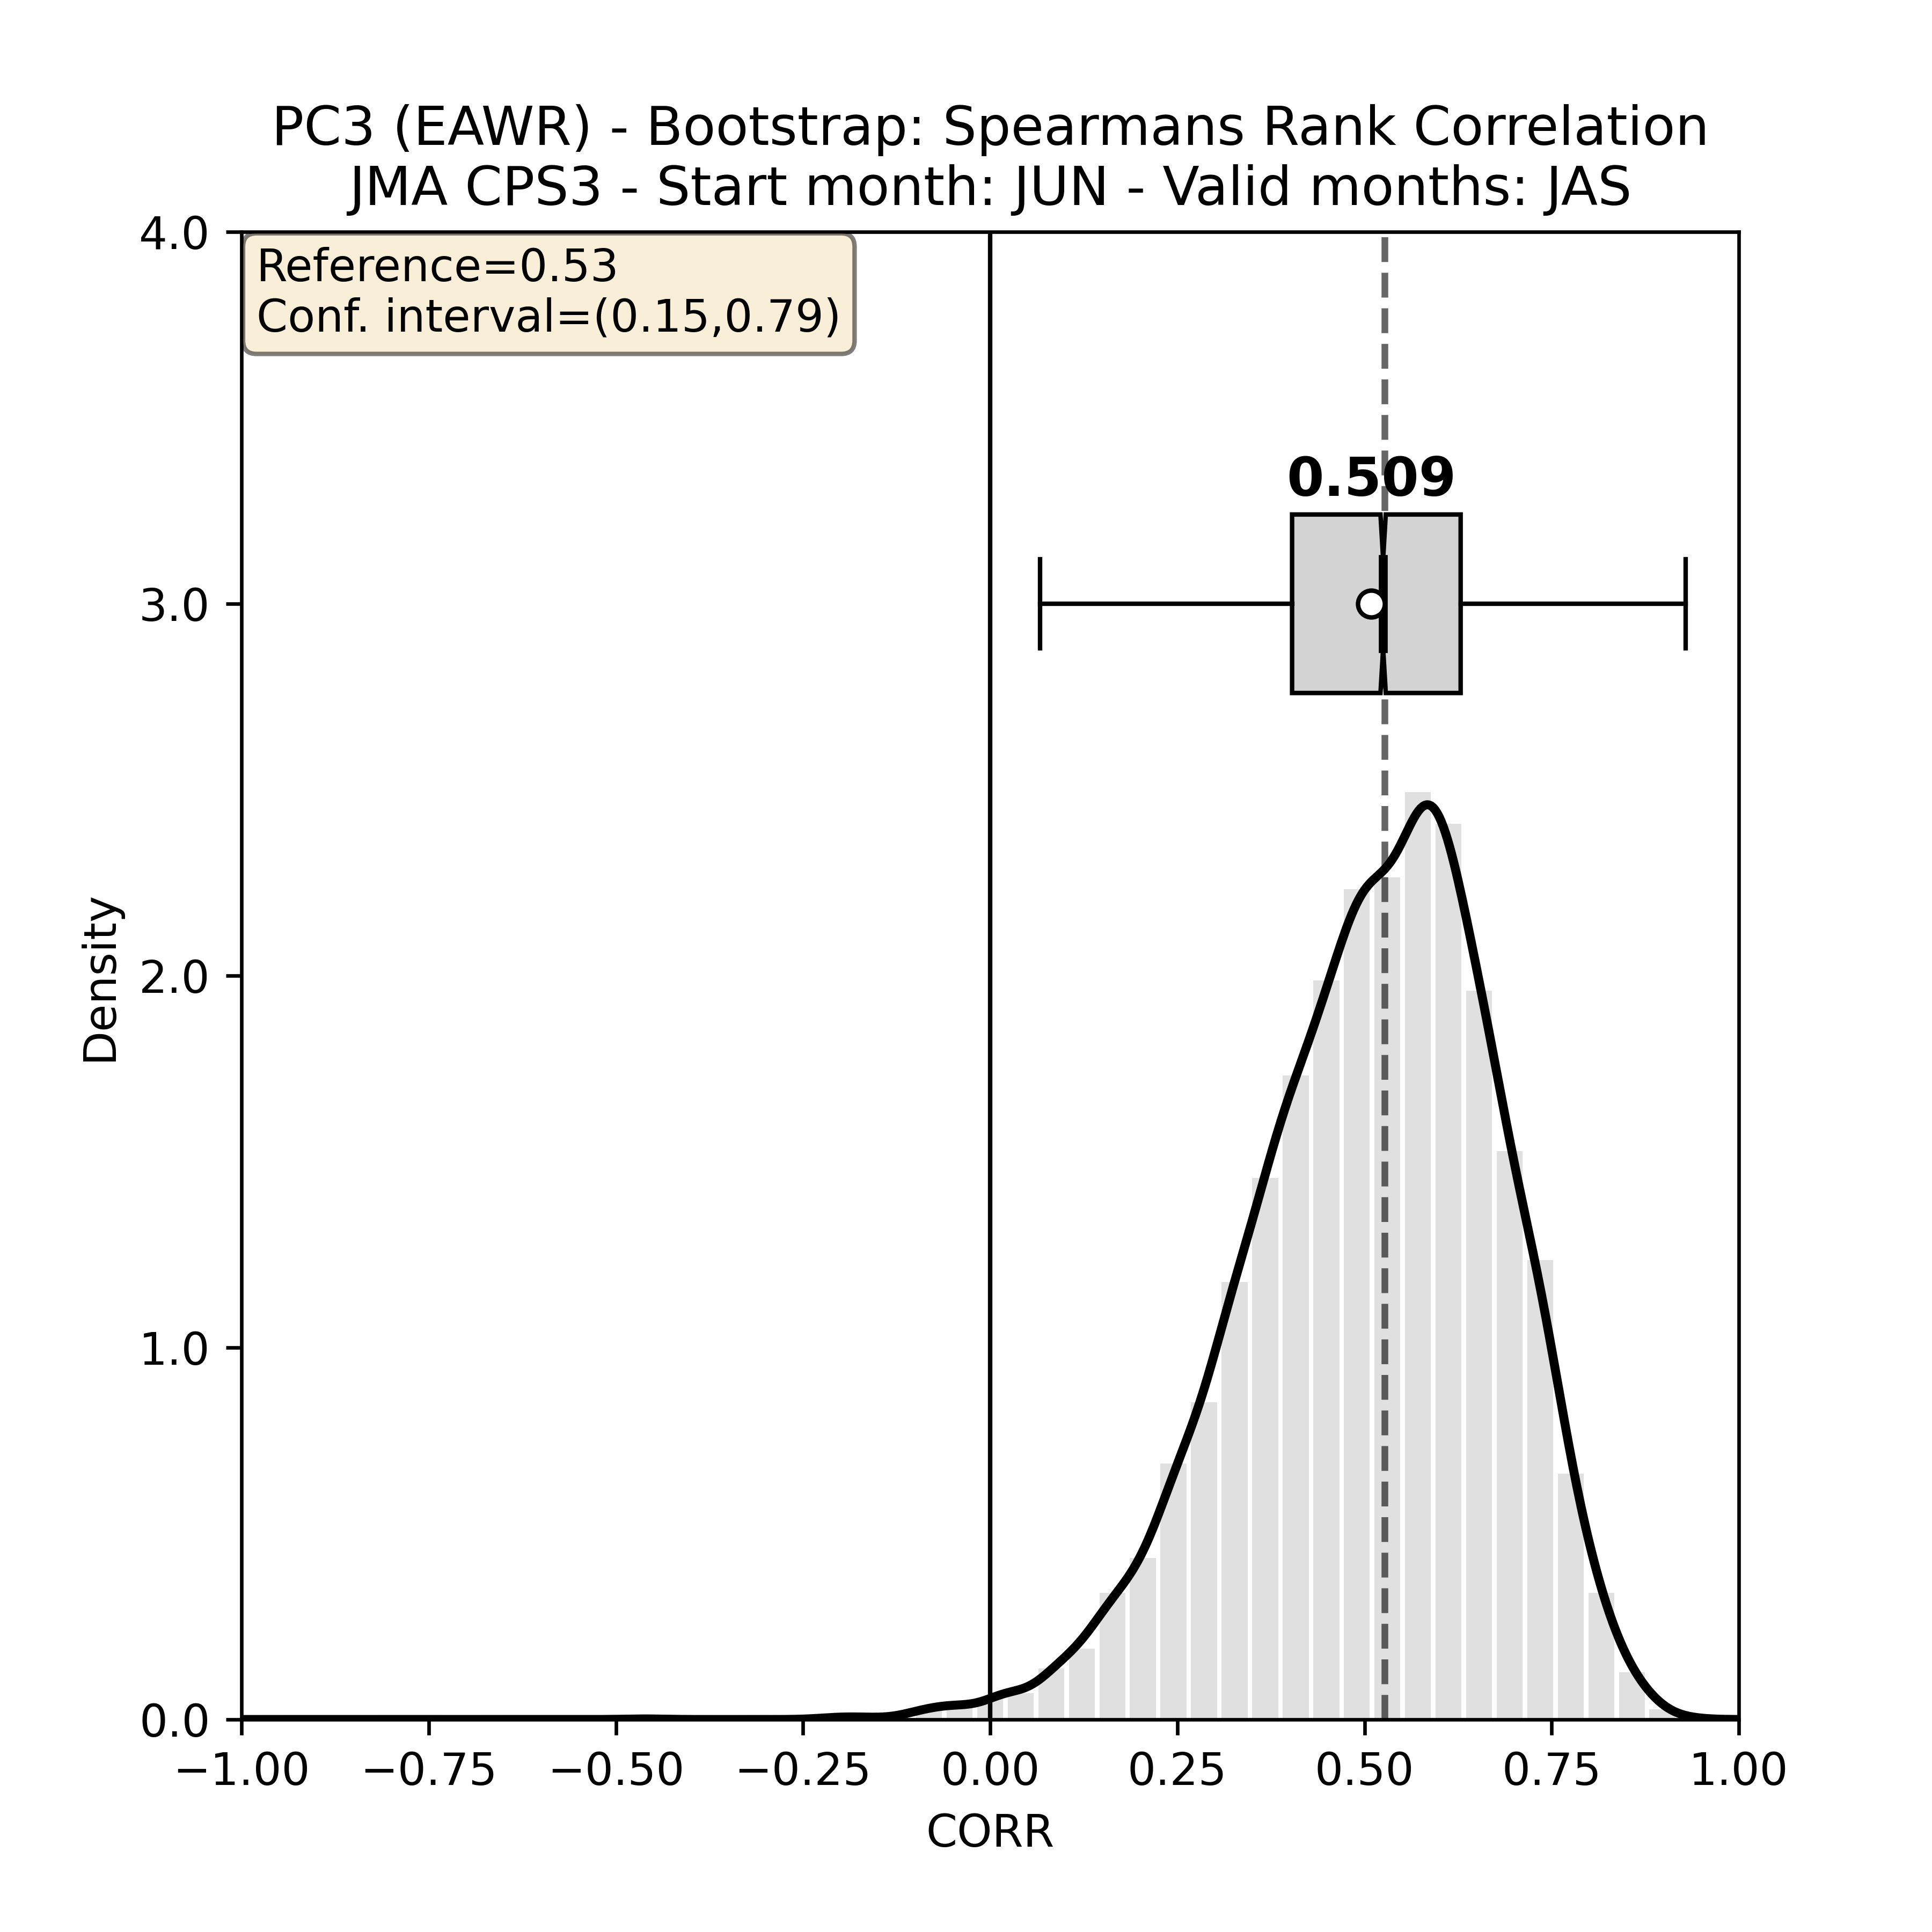 PC3 (EAWR) - Bootstrap: Spearmans Rank Correlation
JMA CPS3 - Start month: JUN - Valid months: JAS
4.0
Reference=0.53
Conf. interval=(0.15,0.79)
0.509
3.0
Density
2.0
1.0
0.0
−1.00 −0.75 −0.50 −0.25 0.00 0.25 0.50 0.75 1.00
CORR